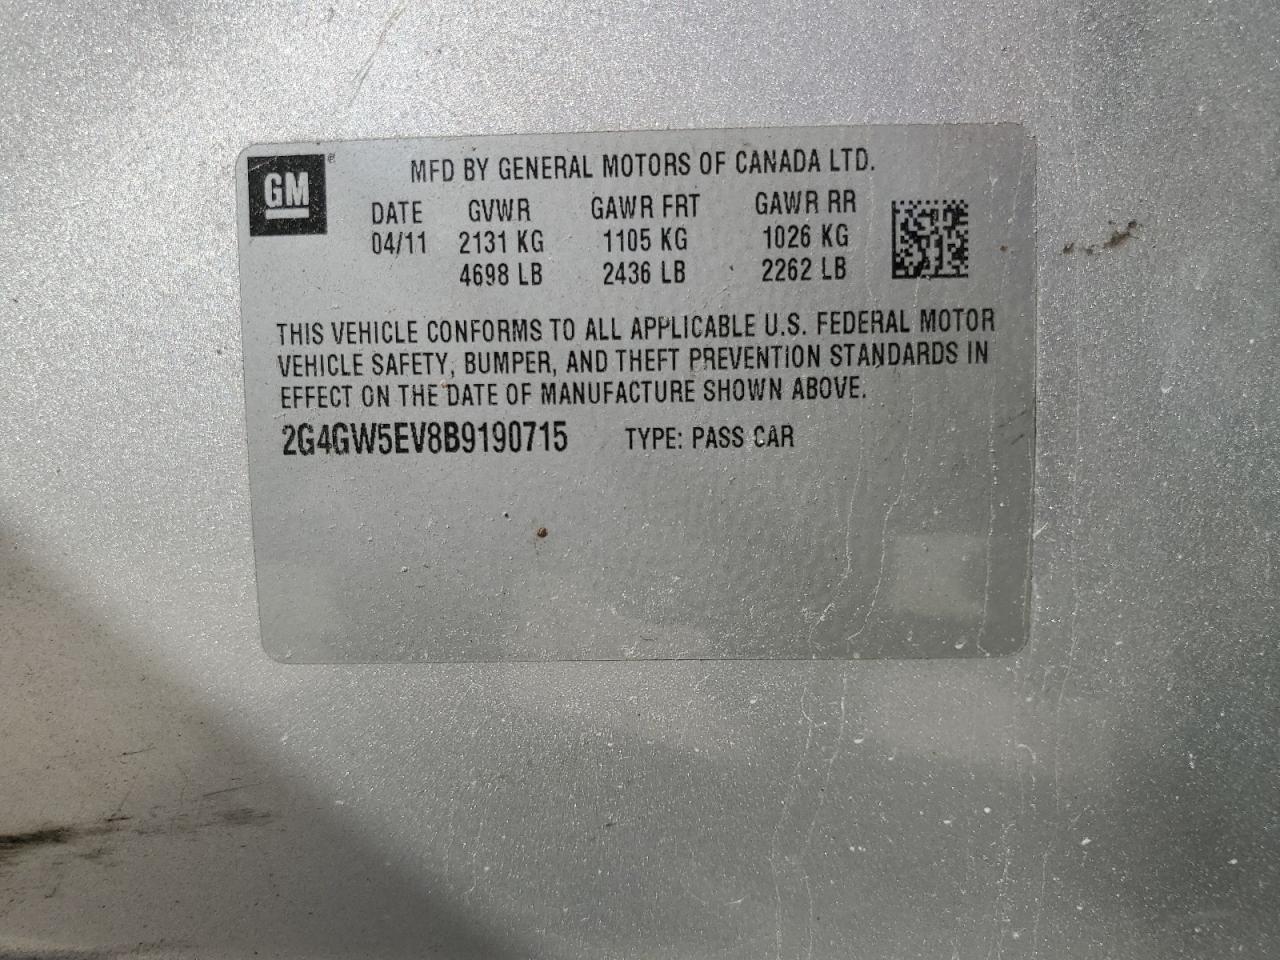 GM®
MFD BY GENERAL MOTORS OF CANADA LTD.
DATE GVWR GAWR FRT GAWR RR
04/11 2131 KG 1105 KG 1026 KG
4698 LB 2436 LB 2262 LB
THIS VEHICLE CONFORMS TO ALL APPLICABLE U.S. FEDERAL MOTOR
VEHICLE SAFETY, BUMPER, AND THEFT PREVENTION STANDARDS IN
EFFECT ON THE DATE OF MANUFACTURE SHOWN ABOVE.
2G4GW5EV8B9190715 TYPE: PASS CAR